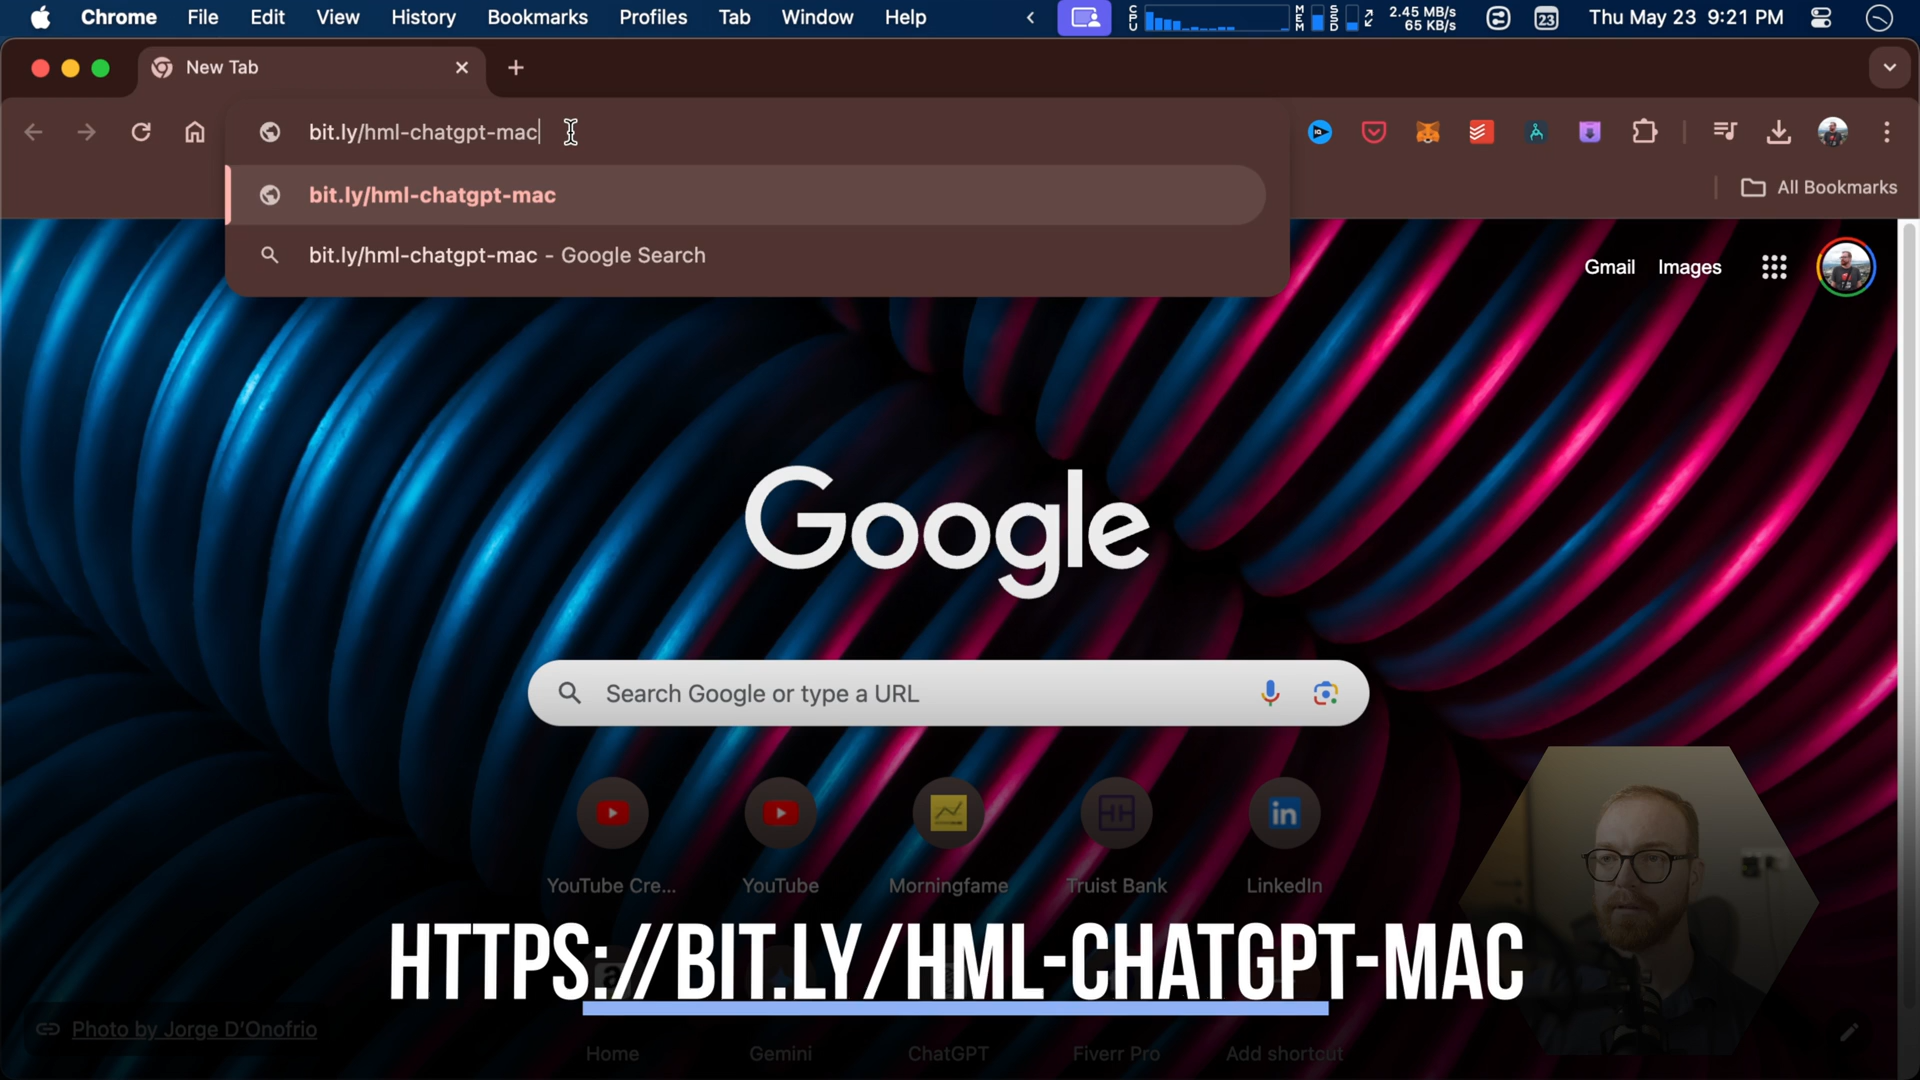 Chrome File Edit View History Bookmarks Profiles Tab Window Help
CPU MEM SSD 2.45 MB/s
65 KB/s
23 Thu May 23 9:21 PM
New Tab
bit.ly/hml-chatgpt-mac
bit.ly/hml-chatgpt-mac
bit.ly/hml-chatgpt-mac - Google Search
All Bookmarks
Gmail Images
Google
Search Google or type a URL
YouTube Cre... YouTube Morningfame Truist Bank LinkedIn
HTTPS://BIT.LY/HML-CHATGPT-MAC
Photo by Jorge D'Onofrio
Home Gemini ChatGPT Fiverr Pro Add shortcut